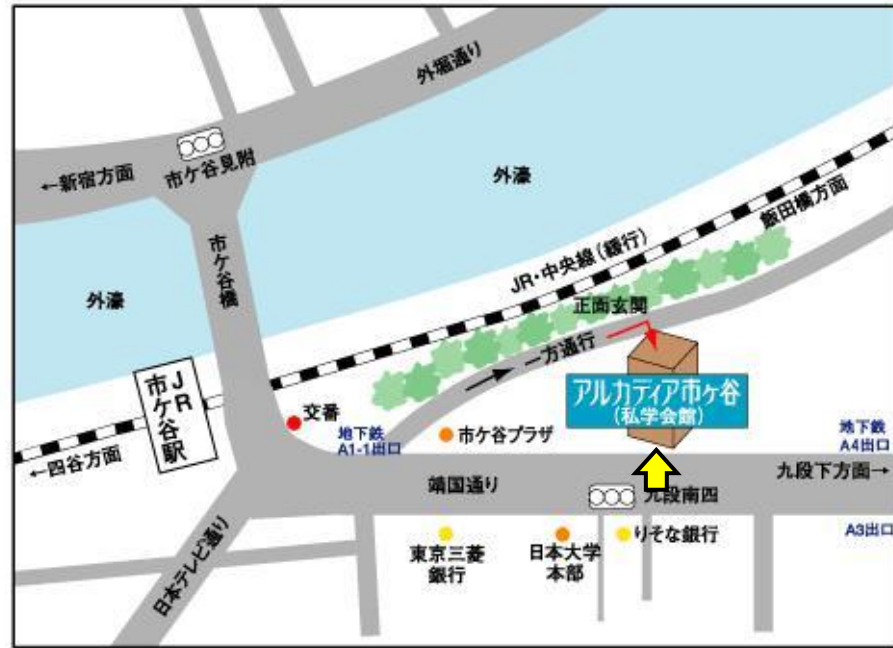 外堀通り
←新宿方面
市ケ谷見附
外濠
飯田橋方面
市ケ谷橋
JR・中央線(緩行)
外濠
正面玄関
一方通行
JR
市ケ谷駅
アルカディア市ヶ谷
(私学会館)
交番
地下鉄
A1-1出口
市ケ谷プラザ
地下鉄
A4出口
←四谷方面
靖国通り
九段南四
九段下方面→
日本テレビ通り
東京三菱
銀行
日本大学
本部
りそな銀行
A3出口